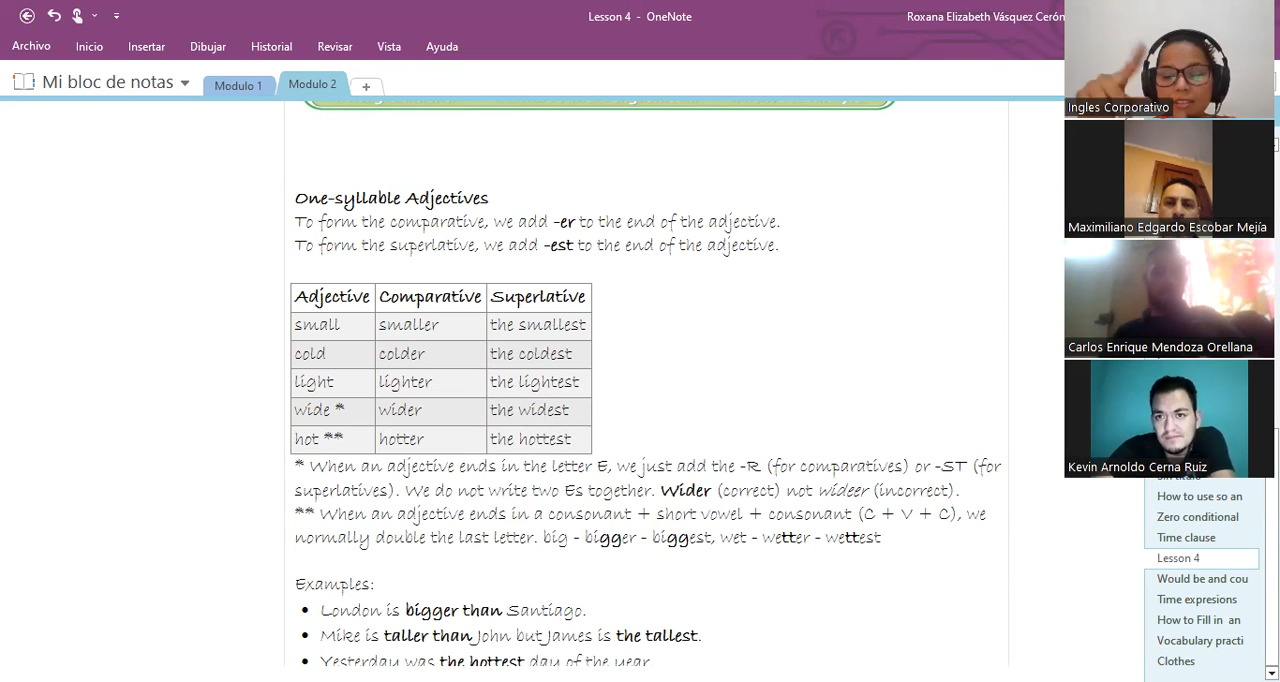 Lesson 4 - OneNote
Roxana Elizabeth Vásquez Cerón
Archivo Inicio Insertar Dibujar Historial Revisar Vista Ayuda
Mi bloc de notas Modulo 1 Modulo 2 +
One-syllable Adjectives
To form the comparative, we add -er to the end of the adjective.
To form the superlative, we add -est to the end of the adjective.
Adjective Comparative Superlative
small smaller the smallest
cold colder the coldest
light lighter the lightest
wide * wider the widest
hot ** hotter the hottest
* When an adjective ends in the letter E, we just add the -R (for comparatives) or -ST (for
superlatives). We do not write two Es together. Wider (correct) not wideer (incorrect).
** When an adjective ends in a consonant + short vowel + consonant (C + V + C), we
normally double the last letter. big - bigger - biggest, wet - wetter - wettest
Examples:
• London is bigger than Santiago.
• Mike is taller than John but James is the tallest.
• Yesterday was the hottest day of the year
Ingles Corporativo
Maximiliano Edgardo Escobar Mejía
Carlos Enrique Mendoza Orellana
Kevin Arnoldo Cerna Ruiz
How to use so an
Zero conditional
Time clause
Lesson 4
Would be and cou
Time expresions
How to Fill in an
Vocabulary practi
Clothes